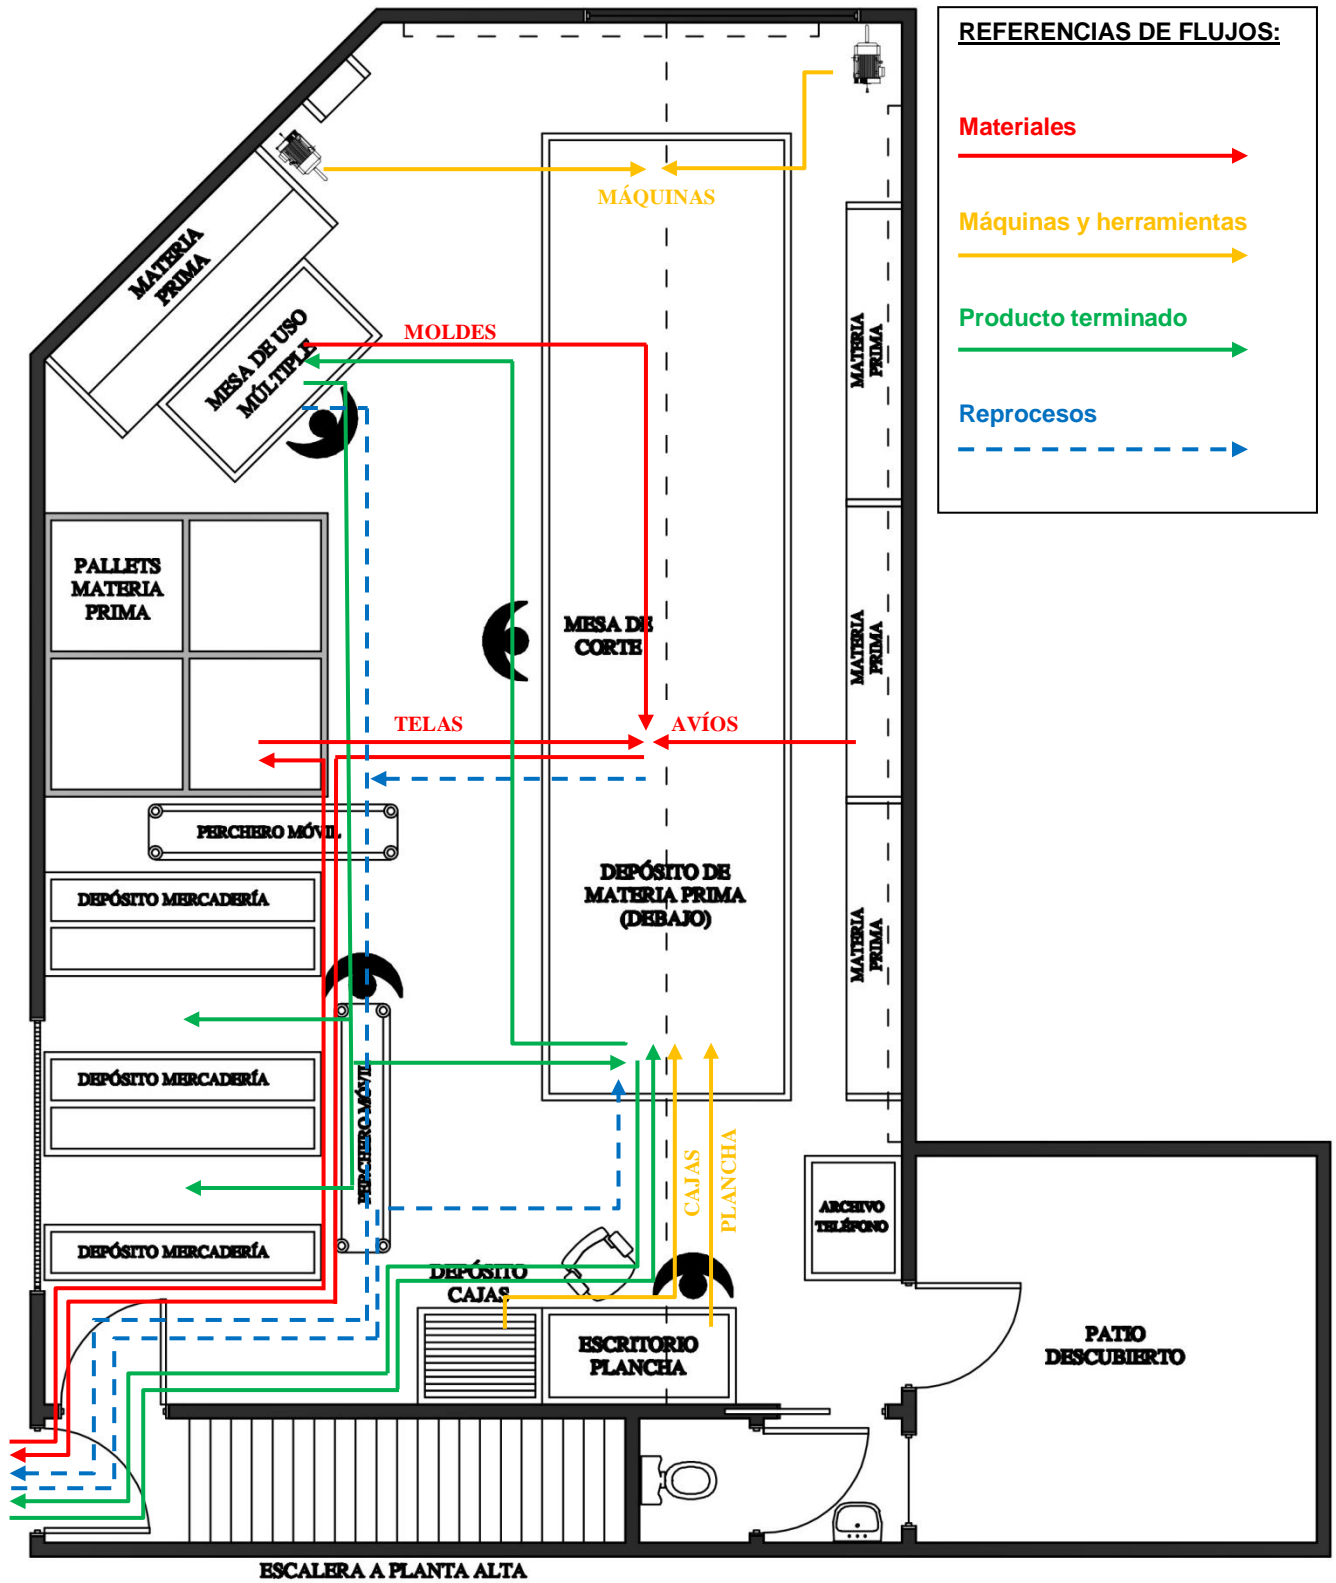 REFERENCIAS DE FLUJOS:
Materiales
Máquinas y herramientas
Producto terminado
Reprocesos
MÁQUINAS
MATERIA
PRIMA
MESA DE USO
MÚLTIPLE
MOLDES
MATERIA
PRIMA
PALLETS
MATERIA
PRIMA
MESA DE
CORTE
MATERIA
PRIMA
TELAS
AVÍOS
PERCHERO MÓVIL
DEPÓSITO MERCADERÍA
DEPÓSITO DE
MATERIA PRIMA
(DEBAJO)
MATERIA
PRIMA
DEPÓSITO MERCADERÍA
PERCHERO MÓVIL
CAJAS
PLANCHA
ARCHIVO
TELÉFONO
DEPÓSITO MERCADERÍA
DEPÓSITO
CAJAS
ESCRITORIO
PLANCHA
PATIO
DESCUBIERTO
ESCALERA A PLANTA ALTA